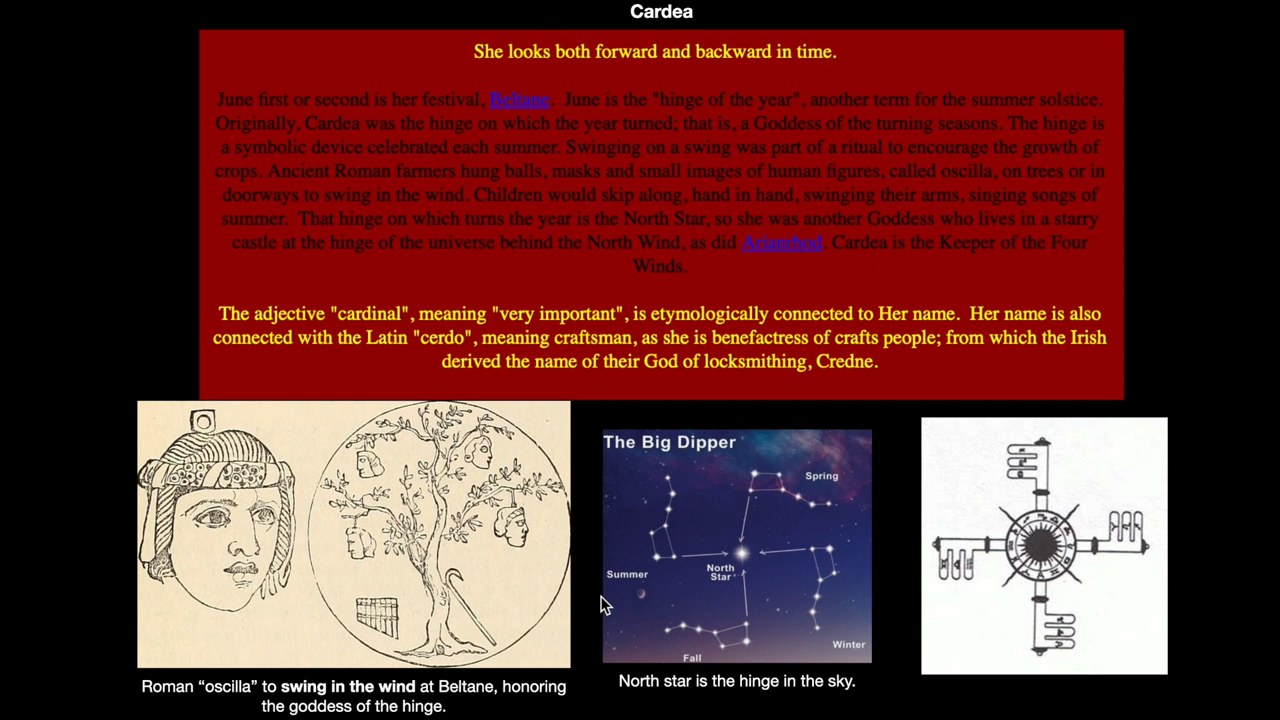 Cardea
She looks both forward and backward in time.
June first or second is her festival, Beltane.  June is the "hinge of the year", another term for the summer solstice.
Originally, Cardea was the hinge on which the year turned; that is, a Goddess of the turning seasons. The hinge is
a symbolic device celebrated each summer. Swinging on a swing was part of a ritual to encourage the growth of
crops. Ancient Roman farmers hung balls, masks and small images of human figures, called oscilla, on trees or in
doorways to swing in the wind. Children would skip along, hand in hand, swinging their arms, singing songs of
summer.  That hinge on which turns the year is the North Star, so she was another Goddess who lives in a starry
castle at the hinge of the universe behind the North Wind, as did Arianrhod. Cardea is the Keeper of the Four
Winds.
The adjective "cardinal", meaning "very important", is etymologically connected to Her name.  Her name is also
connected with the Latin "cerdo", meaning craftsman, as she is benefactress of crafts people; from which the Irish
derived the name of their God of locksmithing, Credne.
The Big Dipper
Spring
Summer
North
Star
Winter
Fall
Roman “oscilla” to swing in the wind at Beltane, honoring
the goddess of the hinge.
North star is the hinge in the sky.